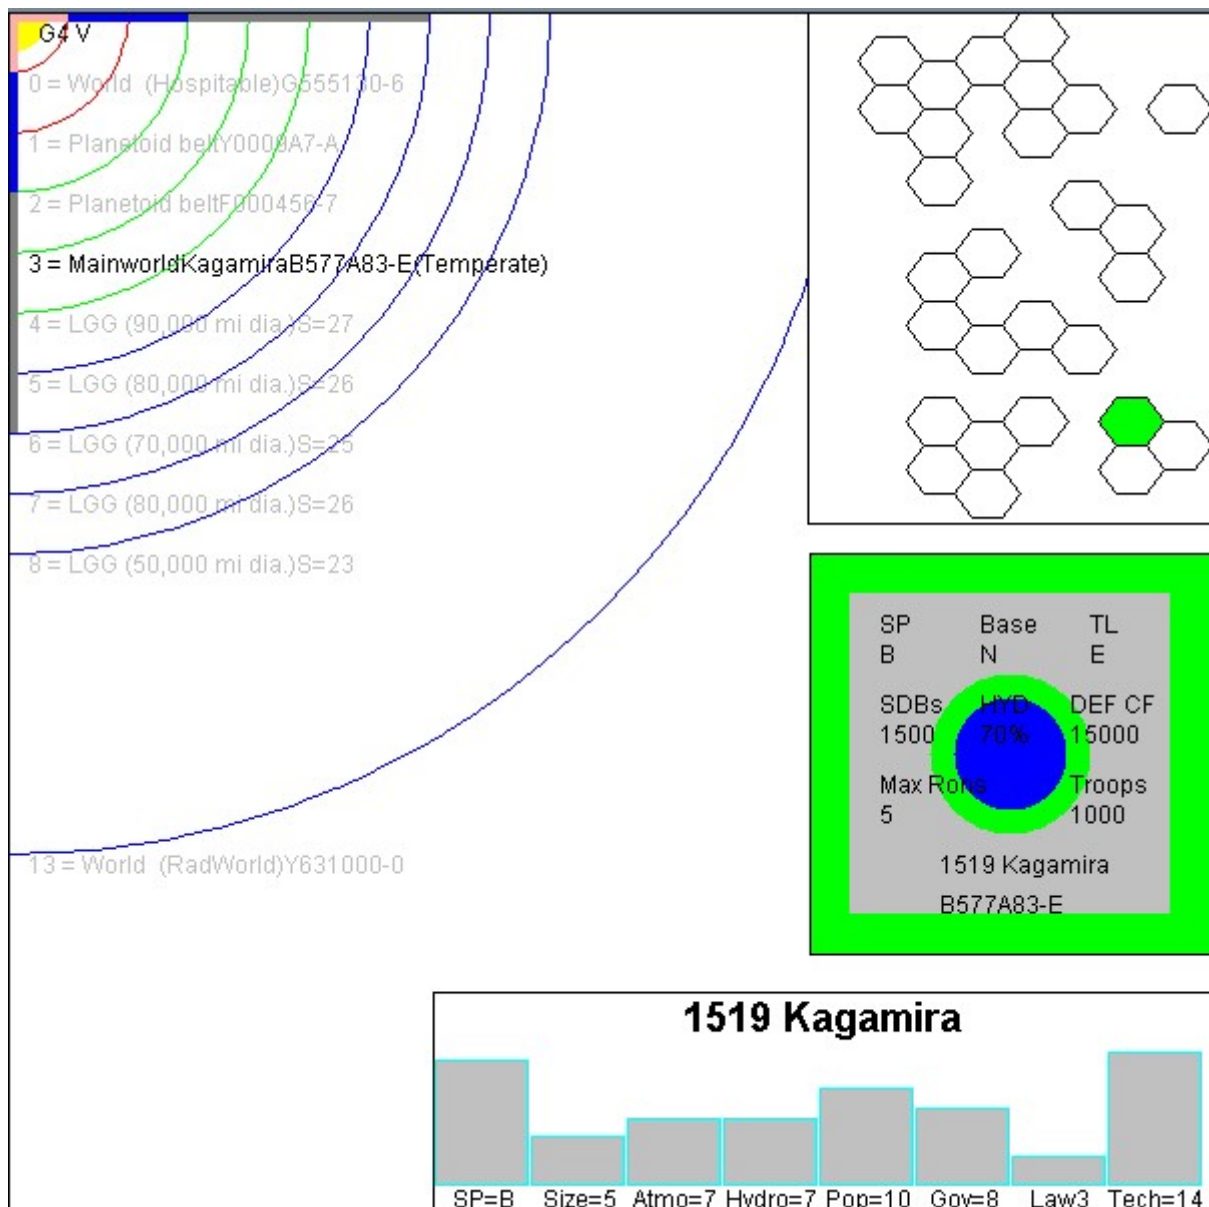 G4 V
0 = World (Hospitable)G555130-6
1 = Planetoid beltY0009A7-A
2 = Planetoid beltF000456-7
3 = MainworldKagamiraB577A83-E(Temperate)
4 = LGG (90,000 mi dia.)S=27
5 = LGG (80,000 mi dia.)S=26
6 = LGG (70,000 mi dia.)S=25
7 = LGG (80,000 mi dia.)S=26
8 = LGG (50,000 mi dia.)S=23
13 = World (RadWorld)Y631000-0
SP Base TL
B N E
SDBs HYD DEF CF
1500 70% 15000
Max Rons Troops
5 1000
1519 Kagamira
B577A83-E
1519 Kagamira
SP=B Size=5 Atmo=7 Hydro=7 Pop=10 Gov=8 Law3 Tech=14